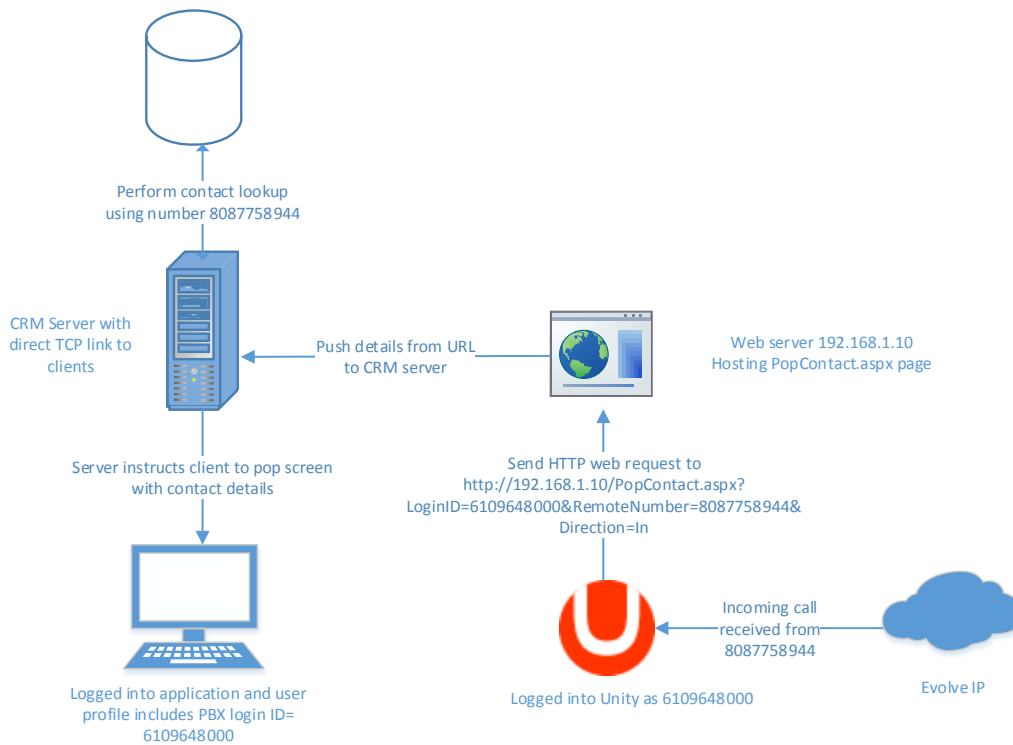 Perform contact lookup
using number 8087758944
CRM Server with
direct TCP link to
clients
Push details from URL
to CRM server
Web server 192.168.1.10
Hosting PopContact.aspx page
Server instructs client to pop screen
with contact details
Send HTTP web request to
http://192.168.1.10/PopContact.aspx?
LoginID=6109648000&RemoteNumber=8087758944&
Direction=In
Incoming call
received from
8087758944
Logged into application and user
profile includes PBX login ID=
6109648000
Logged into Unity as 6109648000
Evolve IP